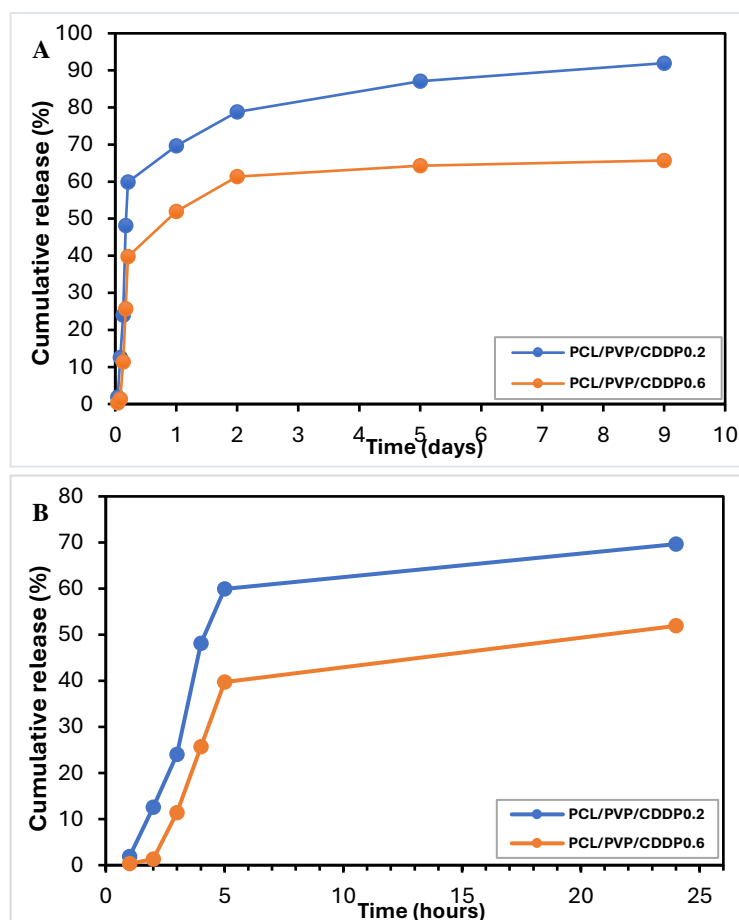 A
Cumulative release (%)
100
90
80
70
60
50
40
30
20
10
0
0 1 2 3 4 5 6 7 8 9 10
Time (days)
PCL/PVP/CDDP0.2
PCL/PVP/CDDP0.6
B
Cumulative release (%)
80
70
60
50
40
30
20
10
0
0 5 10 15 20 25
Time (hours)
PCL/PVP/CDDP0.2
PCL/PVP/CDDP0.6